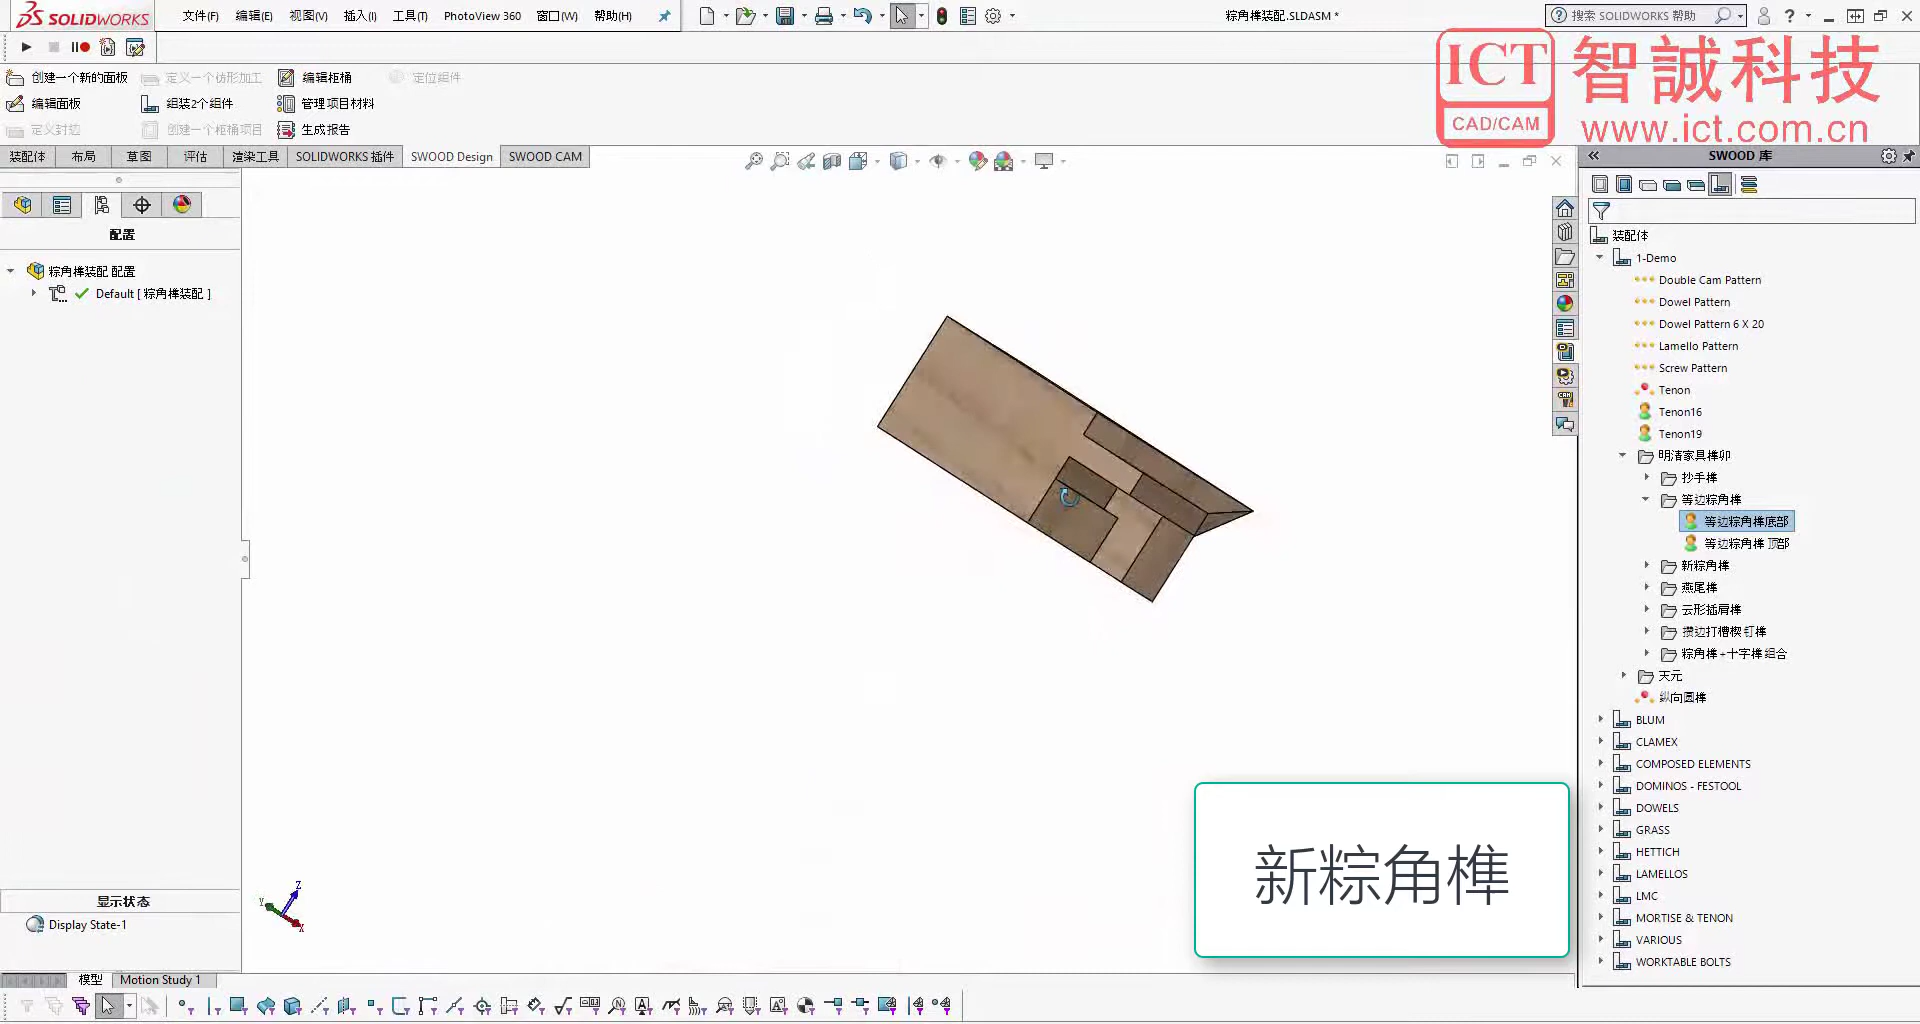 SOLIDWORKS
文件(F) 编辑(E) 视图(V) 插入(I) 工具(T) PhotoView 360 窗口(W) 帮助(H)
粽角榫装配.SLDASM *
搜索 SOLIDWORKS 帮助
创建一个新的面板 定义一个仿形加工 编辑柜桶 定位组件
编辑面板 组装2个组件 管理项目材料
定义封边 创建一个柜桶项目 生成报告
ICT
CAD/CAM
智誠科技
www.ict.com.cn
装配体 布局 草图 评估 渲染工具 SOLIDWORKS 插件 SWOOD Design SWOOD CAM
配置
粽角榫装配 配置
Default [ 粽角榫装配 ]
显示状态
Display State-1
Z
Y
X
模型 Motion Study 1
新粽角榫
SWOOD 库
装配体
1-Demo
Double Cam Pattern
Dowel Pattern
Dowel Pattern 6 X 20
Lamello Pattern
Screw Pattern
Tenon
Tenon16
Tenon19
明清家具榫卯
抄手榫
等边粽角榫
等边粽角榫底部
等边粽角榫顶部
新粽角榫
燕尾榫
云形插肩榫
攒边打槽楔钉榫
粽角榫+十字榫组合
天元
纵向圆榫
BLUM
CLAMEX
COMPOSED ELEMENTS
DOMINOS - FESTOOL
DOWELS
GRASS
HETTICH
LAMELLOS
LMC
MORTISE & TENON
VARIOUS
WORKTABLE BOLTS